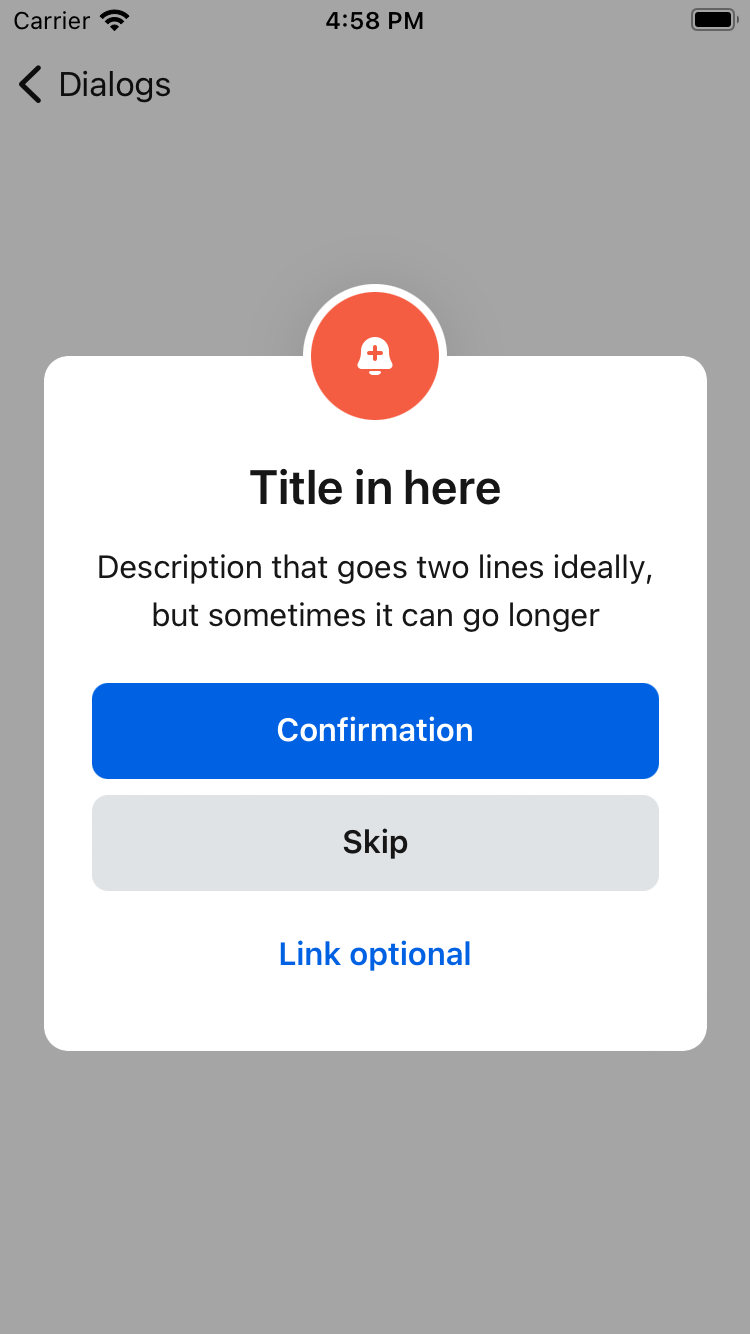 Carrier 4:58 PM
Dialogs
Title in here
Description that goes two lines ideally,
but sometimes it can go longer
Confirmation
Skip
Link optional